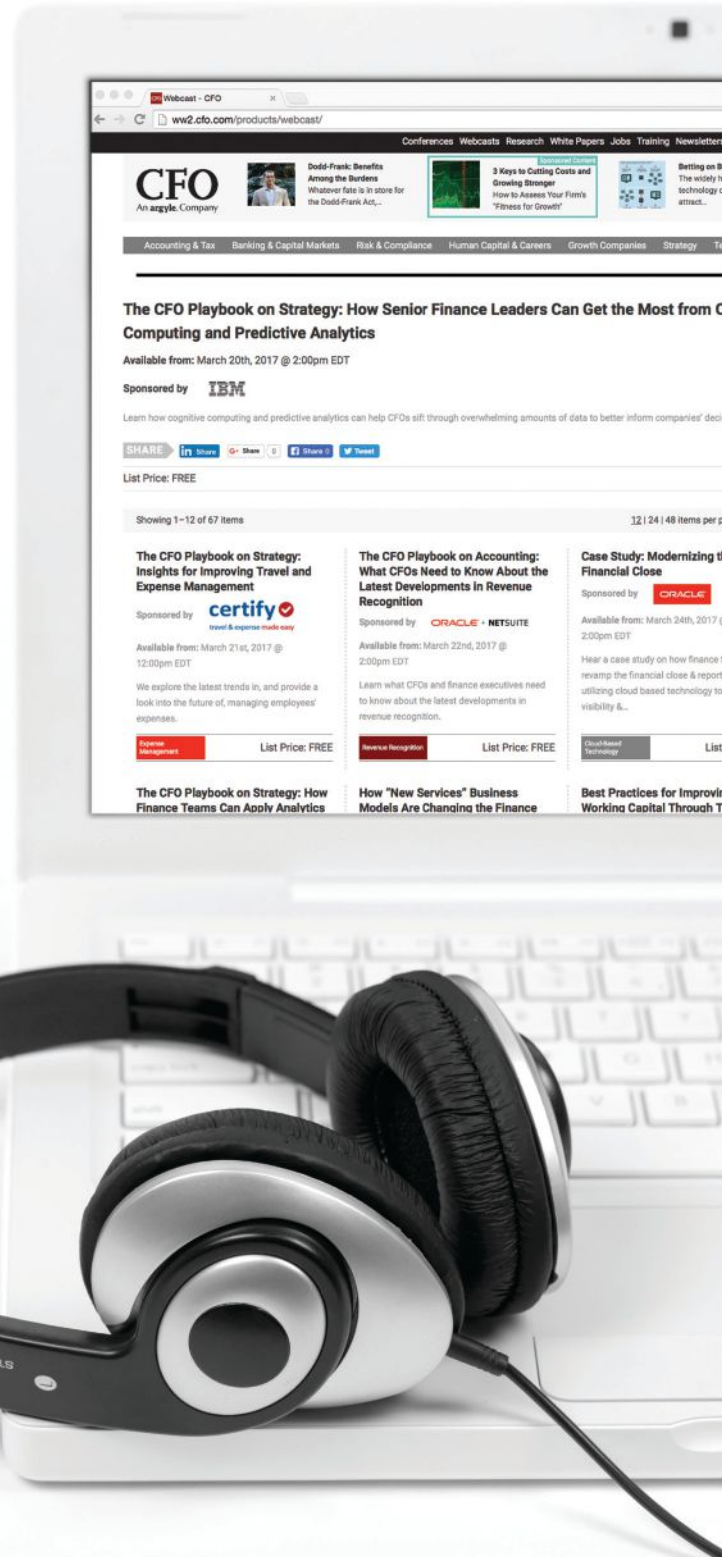 Webcast - CFO
ww2.cfo.com/products/webcast/
Conferences Webcasts Research White Papers Jobs Training Newsletters
CFO
An argyle. Company
Dodd-Frank: Benefits
Among the Burdens
Whatever fate is in store for
the Dodd-Frank Act,...
Sponsored Content
3 Keys to Cutting Costs and
Growing Stronger
How to Assess Your Firm's
"Fitness for Growth"
Betting on B
The widely h
technology c
attract...
Accounting & Tax Banking & Capital Markets Risk & Compliance Human Capital & Careers Growth Companies Strategy Te
The CFO Playbook on Strategy: How Senior Finance Leaders Can Get the Most from C
Computing and Predictive Analytics
Available from: March 20th, 2017 @ 2:00pm EDT
Sponsored by IBM
Learn how cognitive computing and predictive analytics can help CFOs sift through overwhelming amounts of data to better inform companies' deci
SHARE in Share G+ Share 0 f Share 0 Tweet
List Price: FREE
Showing 1–12 of 67 items
12 | 24 | 48 items per p
The CFO Playbook on Strategy:
Insights for Improving Travel and
Expense Management
Sponsored by certify
travel & expense made easy
Available from: March 21st, 2017 @
12:00pm EDT
We explore the latest trends in, and provide a
look into the future of, managing employees'
expenses.
Expense
Management
List Price: FREE
The CFO Playbook on Accounting:
What CFOs Need to Know About the
Latest Developments in Revenue
Recognition
Sponsored by ORACLE + NETSUITE
Available from: March 22nd, 2017 @
2:00pm EDT
Learn what CFOs and finance executives need
to know about the latest developments in
revenue recognition.
Revenue Recognition
List Price: FREE
Case Study: Modernizing th
Financial Close
Sponsored by ORACLE
Available from: March 24th, 2017 @
2:00pm EDT
Hear a case study on how finance t
revamp the financial close & report
utilizing cloud based technology to
visibility &...
Cloud-Based
Technology
List
The CFO Playbook on Strategy: How
Finance Teams Can Apply Analytics
How "New Services" Business
Models Are Changing the Finance
Best Practices for Improvin
Working Capital Through T